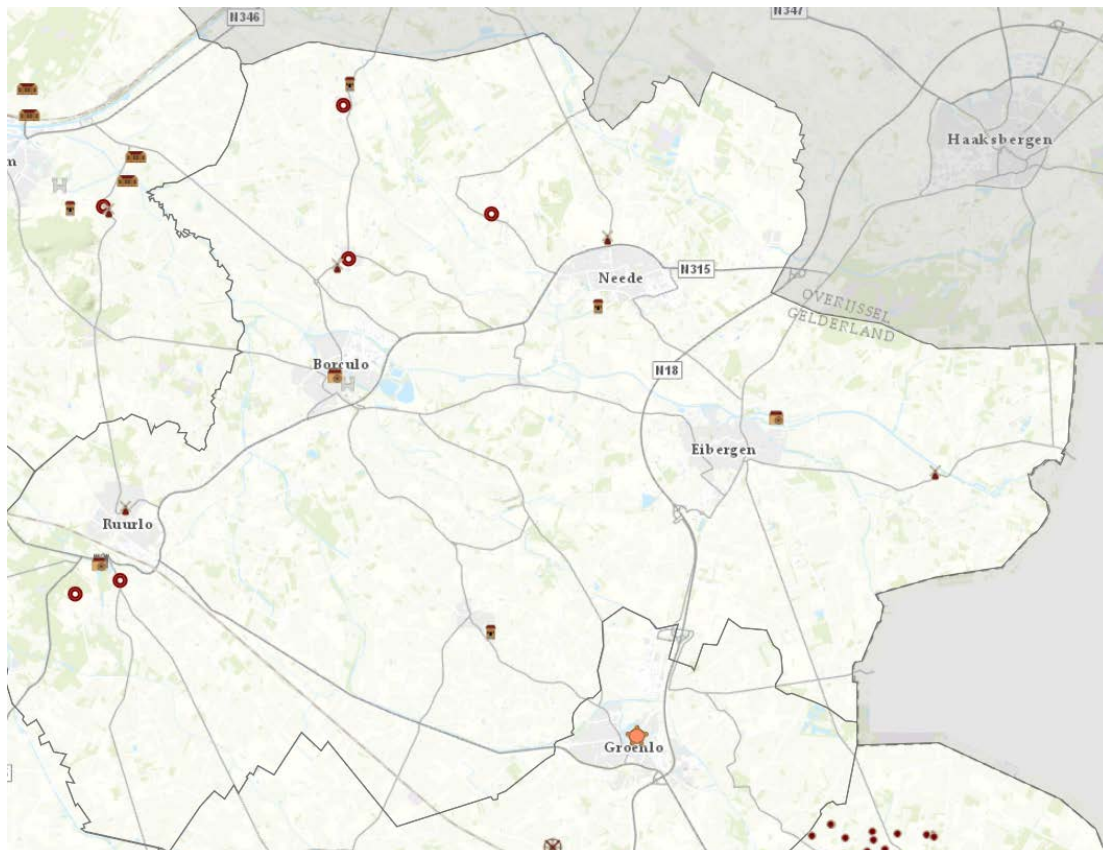 N346
N347
Haaksbergen
m
Neede
N315
OVERIJSSEL
GELDERLAND
Borculo
N18
Eibergen
Ruurlo
Groenlo